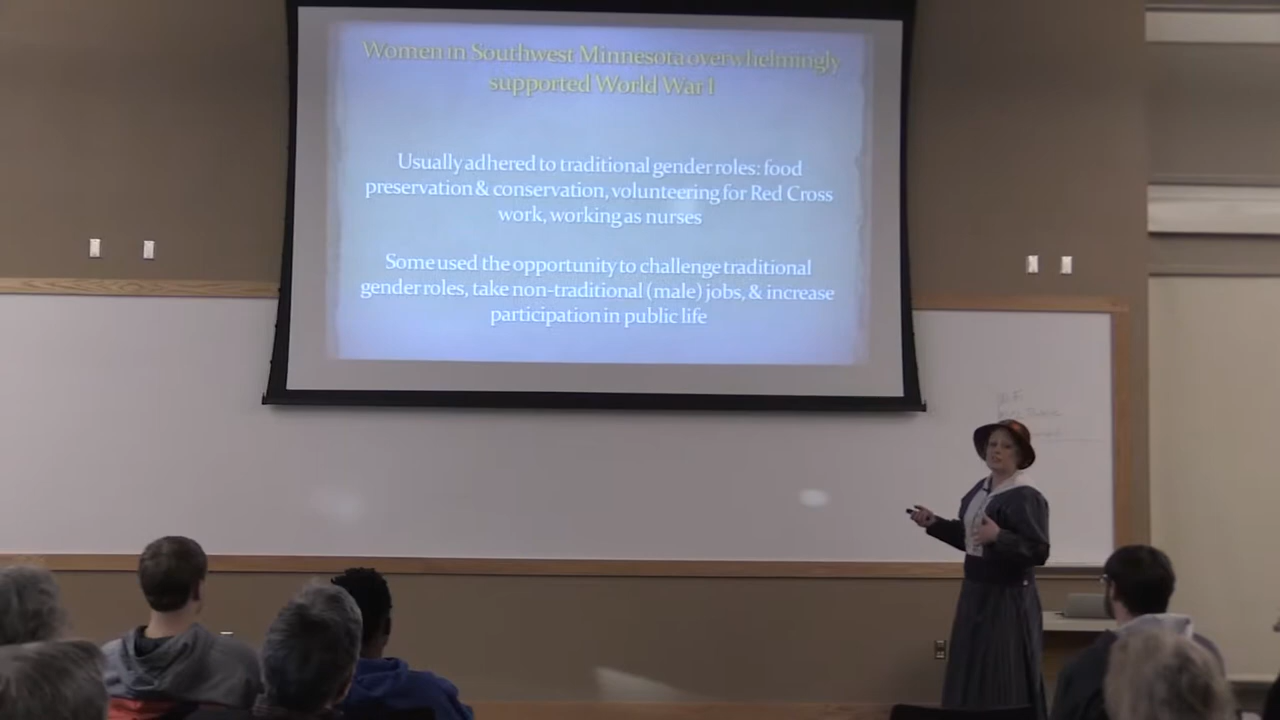 Women in Southwest Minnesota overwhelmingly
supported World War I
Usually adhered to traditional gender roles: food
preservation & conservation, volunteering for Red Cross
work, working as nurses
Some used the opportunity to challenge traditional
gender roles, take non-traditional (male) jobs, & increase
participation in public life